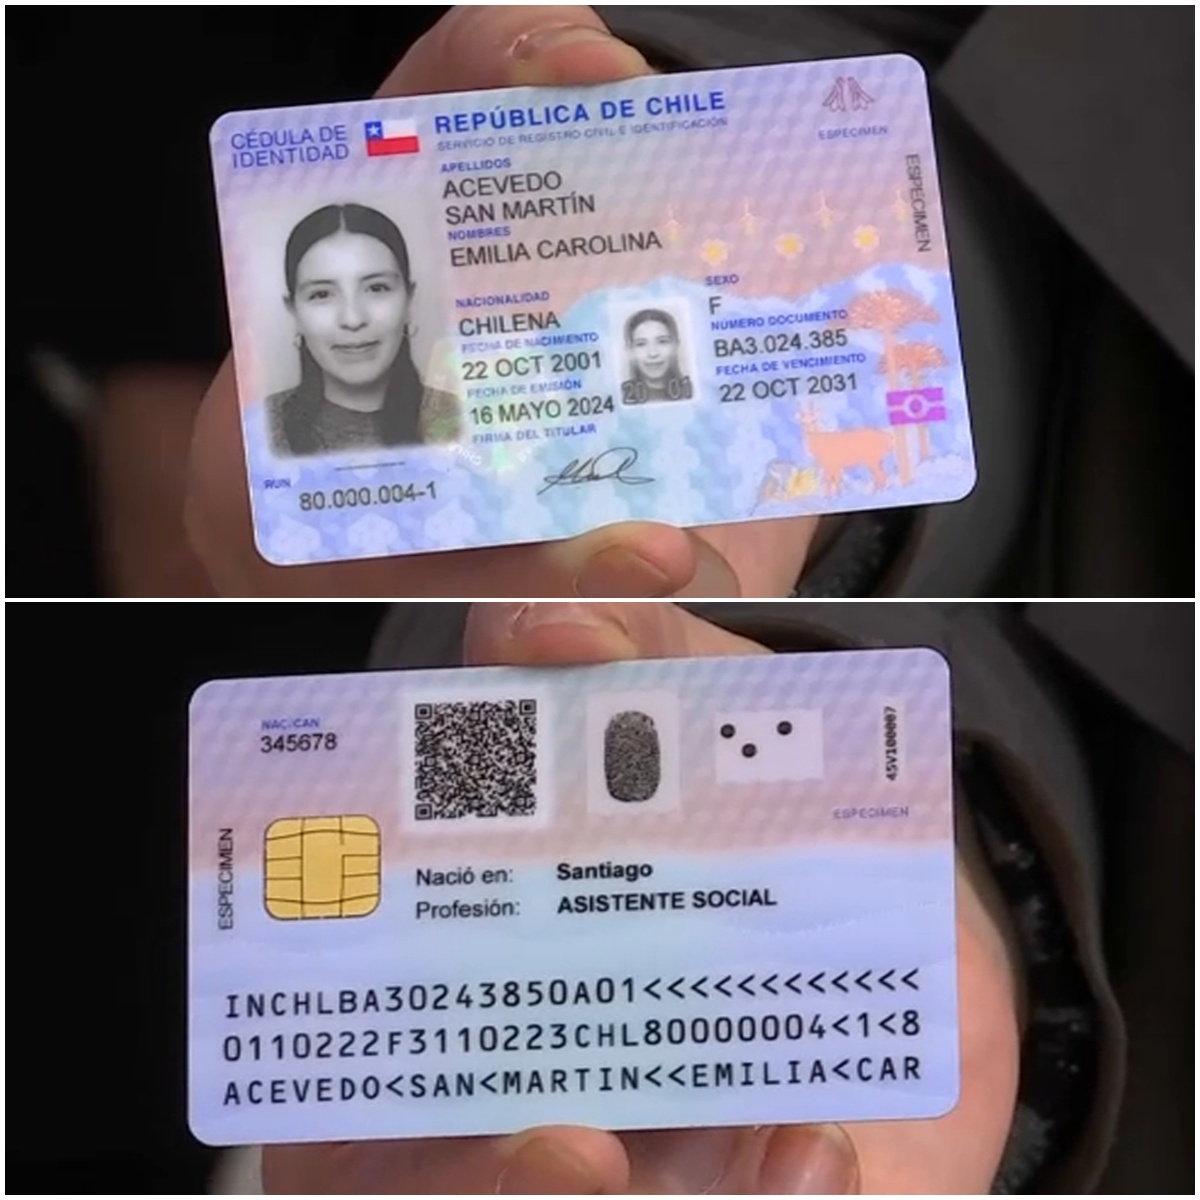 CÉDULA DE
IDENTIDAD
REPÚBLICA DE CHILE
SERVICIO DE REGISTRO CIVIL E IDENTIFICACIÓN
ESPECIMEN
ESPECIMEN
APELLIDOS
ACEVEDO
SAN MARTÍN
NOMBRES
EMILIA CAROLINA
NACIONALIDAD
CHILENA
SEXO
F
FECHA DE NACIMIENTO
22 OCT 2001
NÚMERO DOCUMENTO
BA3.024.385
FECHA DE EMISIÓN
16 MAYO 2024
FECHA DE VENCIMIENTO
22 OCT 2031
FIRMA DEL TITULAR
RUN
80.000.004-1
NAC/CAN
345678
45V100007
ESPECIMEN
ESPECIMEN
Nació en: Santiago
Profesión: ASISTENTE SOCIAL
INCHLBA30243850A01<<<<<<<<<<<<
0110222F3110223CHL80000004<1<8
ACEVEDO<SAN<MARTIN<<EMILIA<CAR